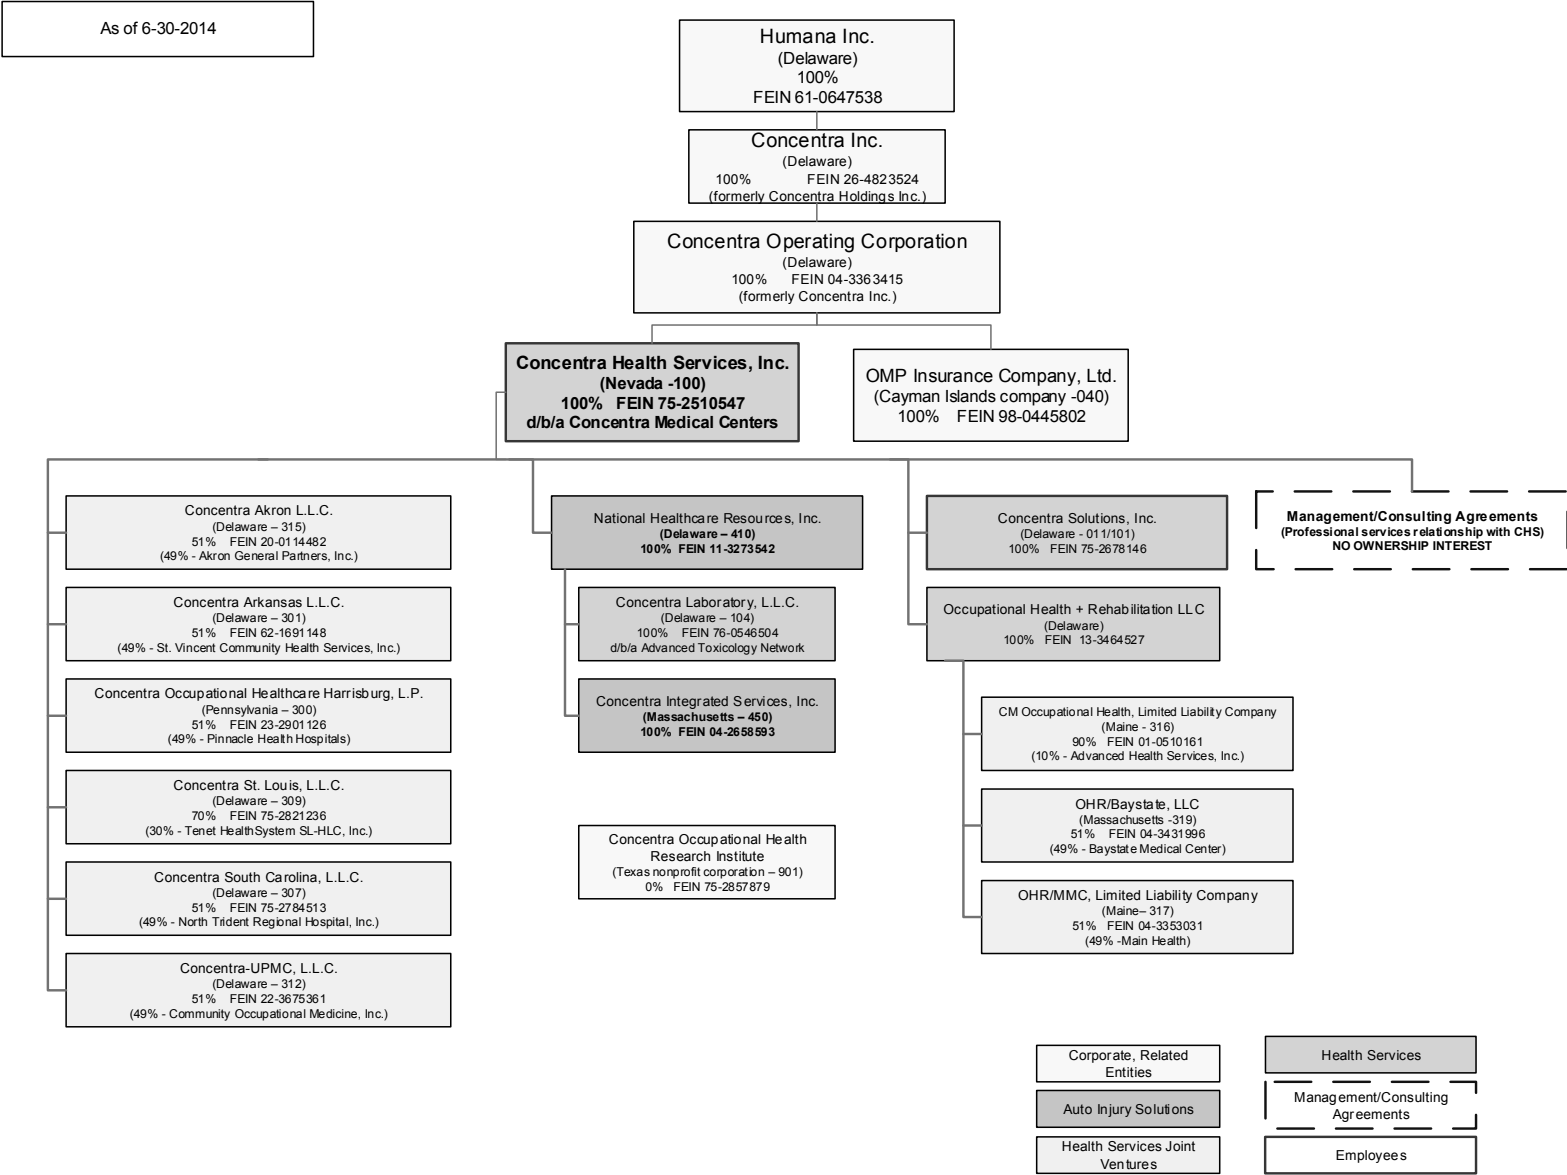 As of 6-30-2014
Humana Inc.
(Delaware)
100%
FEIN 61-0647538
Concentra Inc.
(Delaware)
100% FEIN 26-4823524
(formerly Concentra Holdings Inc.)
Concentra Operating Corporation
(Delaware)
100% FEIN 04-3363415
(formerly Concentra Inc.)
Concentra Health Services, Inc.
(Nevada -100)
100% FEIN 75-2510547
d/b/a Concentra Medical Centers
OMP Insurance Company, Ltd.
(Cayman Islands company -040)
100% FEIN 98-0445802
Concentra Akron L.L.C.
(Delaware – 315)
51% FEIN 20-0114482
(49% - Akron General Partners, Inc.)
Concentra Arkansas L.L.C.
(Delaware – 301)
51% FEIN 62-1691148
(49% - St. Vincent Community Health Services, Inc.)
Concentra Occupational Healthcare Harrisburg, L.P.
(Pennsylvania – 300)
51% FEIN 23-2901126
(49% - Pinnacle Health Hospitals)
Concentra St. Louis, L.L.C.
(Delaware – 309)
70% FEIN 75-2821236
(30% - Tenet HealthSystem SL-HLC, Inc.)
Concentra South Carolina, L.L.C.
(Delaware – 307)
51% FEIN 75-2784513
(49% - North Trident Regional Hospital, Inc.)
Concentra-UPMC, L.L.C.
(Delaware – 312)
51% FEIN 22-3675361
(49% - Community Occupational Medicine, Inc.)
National Healthcare Resources, Inc.
(Delaware – 410)
100% FEIN 11-3273542
Concentra Laboratory, L.L.C.
(Delaware – 104)
100% FEIN 76-0546504
d/b/a Advanced Toxicology Network
Concentra Integrated Services, Inc.
(Massachusetts – 450)
100% FEIN 04-2658593
Concentra Occupational Health
Research Institute
(Texas nonprofit corporation – 901)
0% FEIN 75-2857879
Concentra Solutions, Inc.
(Delaware - 011/101)
100% FEIN 75-2678146
Occupational Health + Rehabilitation LLC
(Delaware)
100% FEIN 13-3464527
CM Occupational Health, Limited Liability Company
(Maine - 316)
90% FEIN 01-0510161
(10% - Advanced Health Services, Inc.)
OHR/Baystate, LLC
(Massachusetts -319)
51% FEIN 04-3431996
(49% - Baystate Medical Center)
OHR/MMC, Limited Liability Company
(Maine– 317)
51% FEIN 04-3353031
(49% -Main Health)
Management/Consulting Agreements
(Professional services relationship with CHS)
NO OWNERSHIP INTEREST
Corporate, Related
Entities
Auto Injury Solutions
Health Services Joint
Ventures
Health Services
Management/Consulting
Agreements
Employees